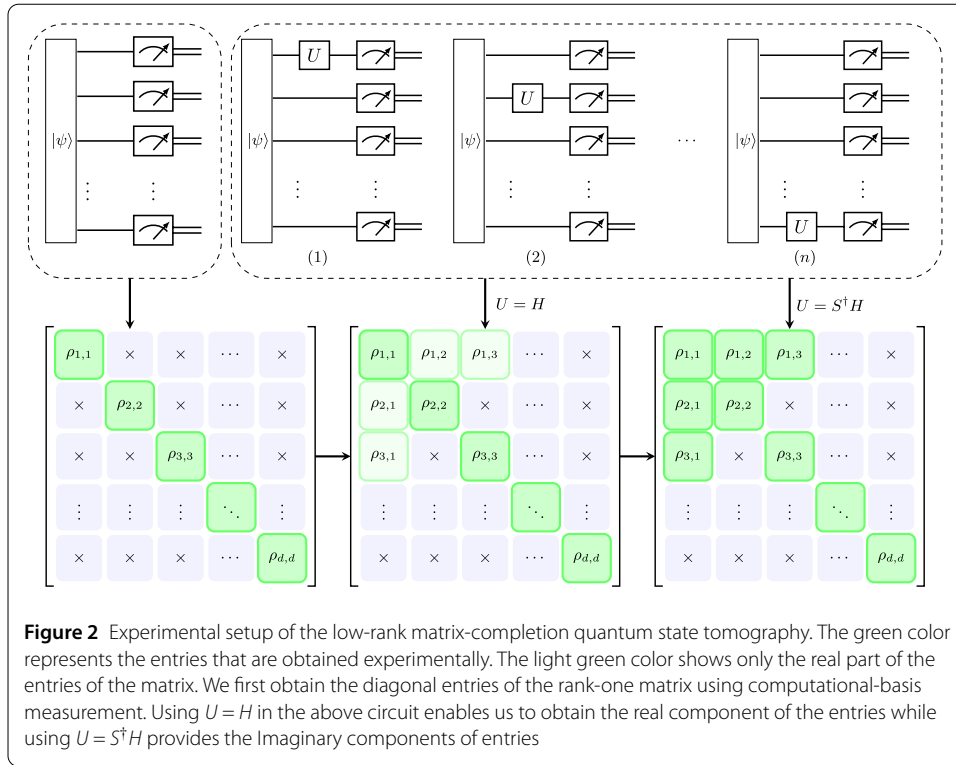 |ψ⟩ U |ψ⟩ U |ψ⟩ U
⋮ ⋮ ⋮ ⋮ ⋮ ⋮ ⋯ ⋮ ⋮
(1) (2) (n)
U = H U = S†H
ρ1,1 × × ⋯ ×
× ρ2,2 × ⋯ ×
× × ρ3,3 ⋯ ×
⋮ ⋮ ⋮ ⋱ ⋮
× × × ⋯ ρd,d
ρ1,1 ρ1,2 ρ1,3 ⋯ ×
ρ2,1 ρ2,2 × ⋯ ×
ρ3,1 × ρ3,3 ⋯ ×
⋮ ⋮ ⋮ ⋱ ⋮
× × × ⋯ ρd,d
ρ1,1 ρ1,2 ρ1,3 ⋯ ×
ρ2,1 ρ2,2 × ⋯ ×
ρ3,1 × ρ3,3 ⋯ ×
⋮ ⋮ ⋮ ⋱ ⋮
× × × ⋯ ρd,d
Figure 2 Experimental setup of the low-rank matrix-completion quantum state tomography. The green color
represents the entries that are obtained experimentally. The light green color shows only the real part of the
entries of the matrix. We first obtain the diagonal entries of the rank-one matrix using computational-basis
measurement. Using U = H in the above circuit enables us to obtain the real component of the entries while
using U = S†H provides the Imaginary components of entries